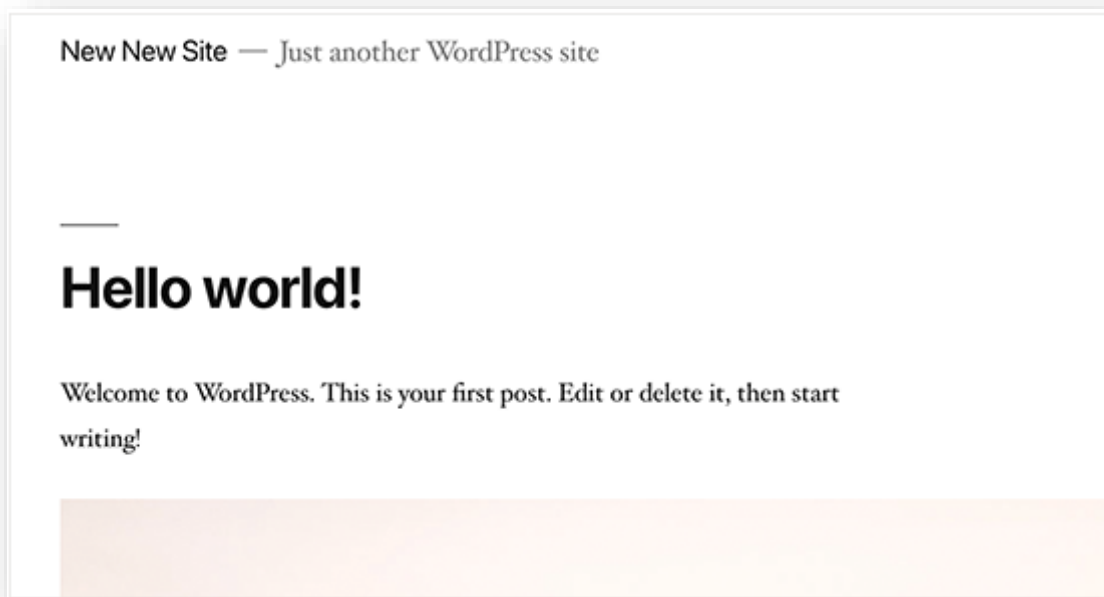 New New Site — Just another WordPress site
Hello world!
Welcome to WordPress. This is your first post. Edit or delete it, then start
writing!